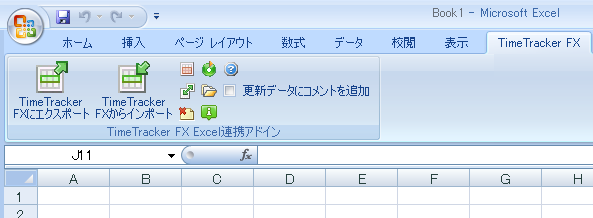 Book1 - Microsoft Excel
ホーム 挿入 ページ レイアウト 数式 データ 校閲 表示 TimeTracker FX
TimeTracker FXにエクスポート
TimeTracker FXからインポート
更新データにコメントを追加
TimeTracker FX Excel連携アドイン
J11 fx
A B C D E F G H
1
2